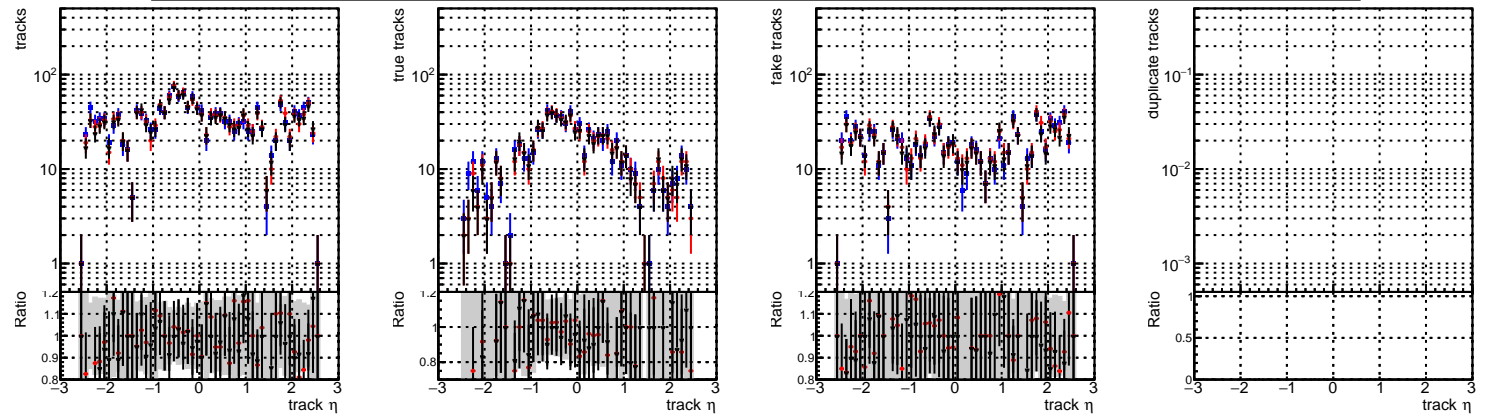 tracks
10²
10
1
Ratio
1.2
1.1
1
0.9
0.8
−3 −2 −1 0 1 2 3
track η
true tracks
10²
10
1
Ratio
1.2
1
0.8
−3 −2 −1 0 1 2 3
track η
fake tracks
10²
10
1
Ratio
1.2
1.1
1
0.9
0.8
−3 −2 −1 0 1 2 3
track η
duplicate tracks
10⁻¹
10⁻²
10⁻³
Ratio
1
0.5
0
−3 −2 −1 0 1 2 3
track η